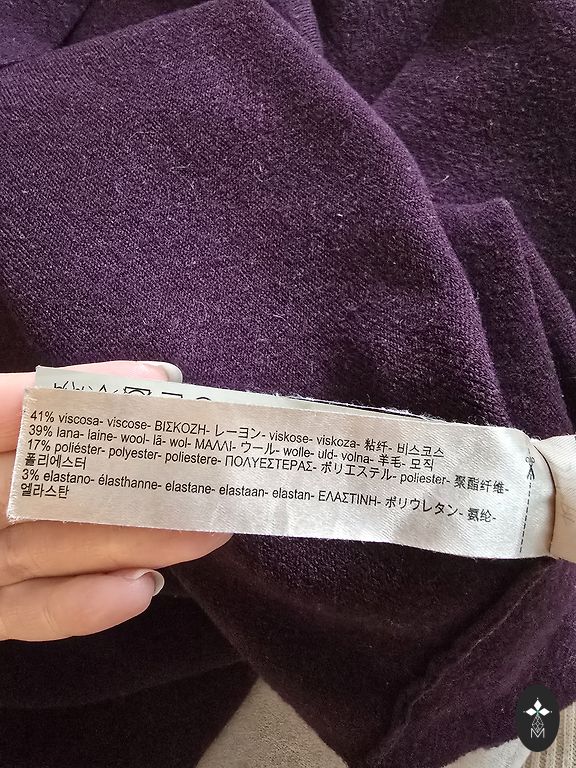 41% viscosa- viscose- ΒΙΣΚΟΖΗ- レーヨン- viskose- viskoza- 粘纤- 비스코스
39% lana- laine- wool- lã- wol- ΜΑΛΛΙ- ウール- wolle- uld- volna- 羊毛- 모직
17% poliéster- polyester- poliestere- ΠΟΛΥΕΣΤΕΡΑΣ- ポリエステル- poliester- 聚酯纤维-
폴리에스터
3% elastano- élasthanne- elastane- elastaan- elastan- ΕΛΑΣΤΙΝΗ- ポリウレタン- 氨纶-
엘라스탄
M